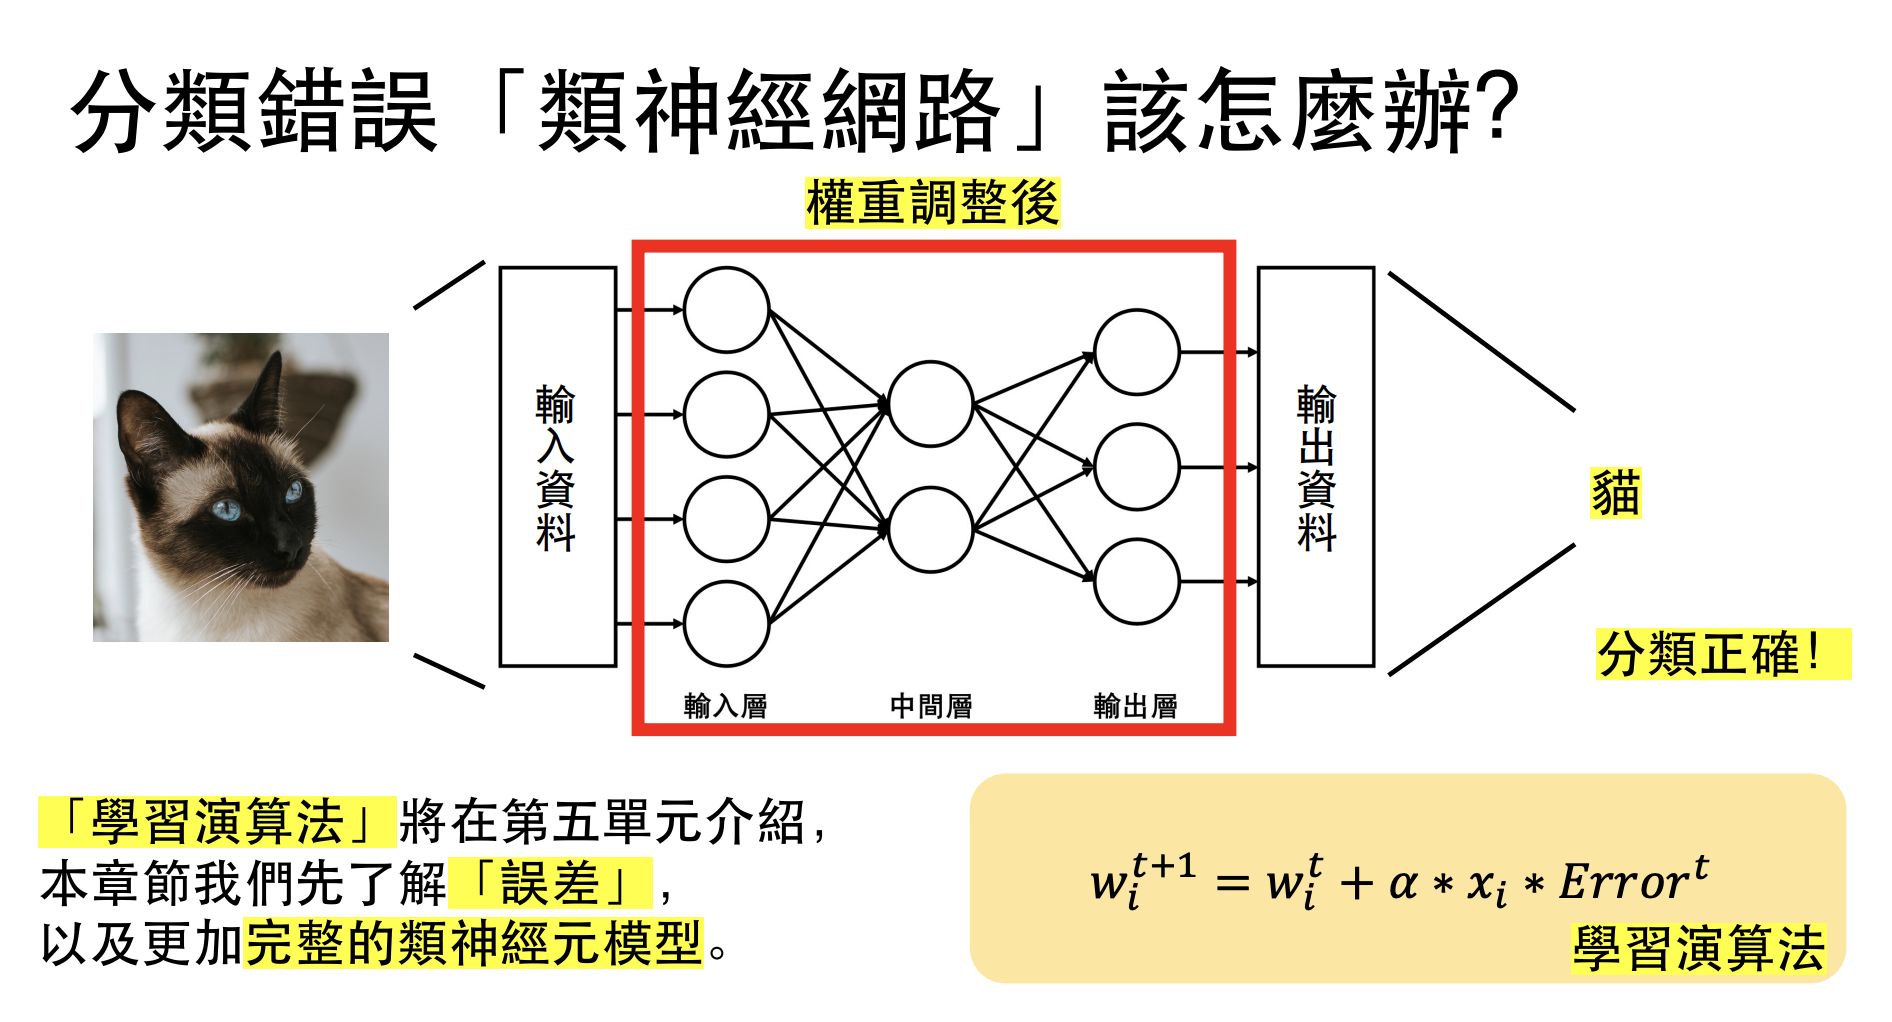 分類錯誤「類神經網路」該怎麼辦?
權重調整後
輸入資料
輸入層
中間層
輸出層
輸出資料
貓
分類正確!
「學習演算法」將在第五單元介紹,
本章節我們先了解「誤差」,
以及更加完整的類神經元模型。
$w_i^{t+1} = w_i^t + \alpha * x_i * Error^t$
學習演算法